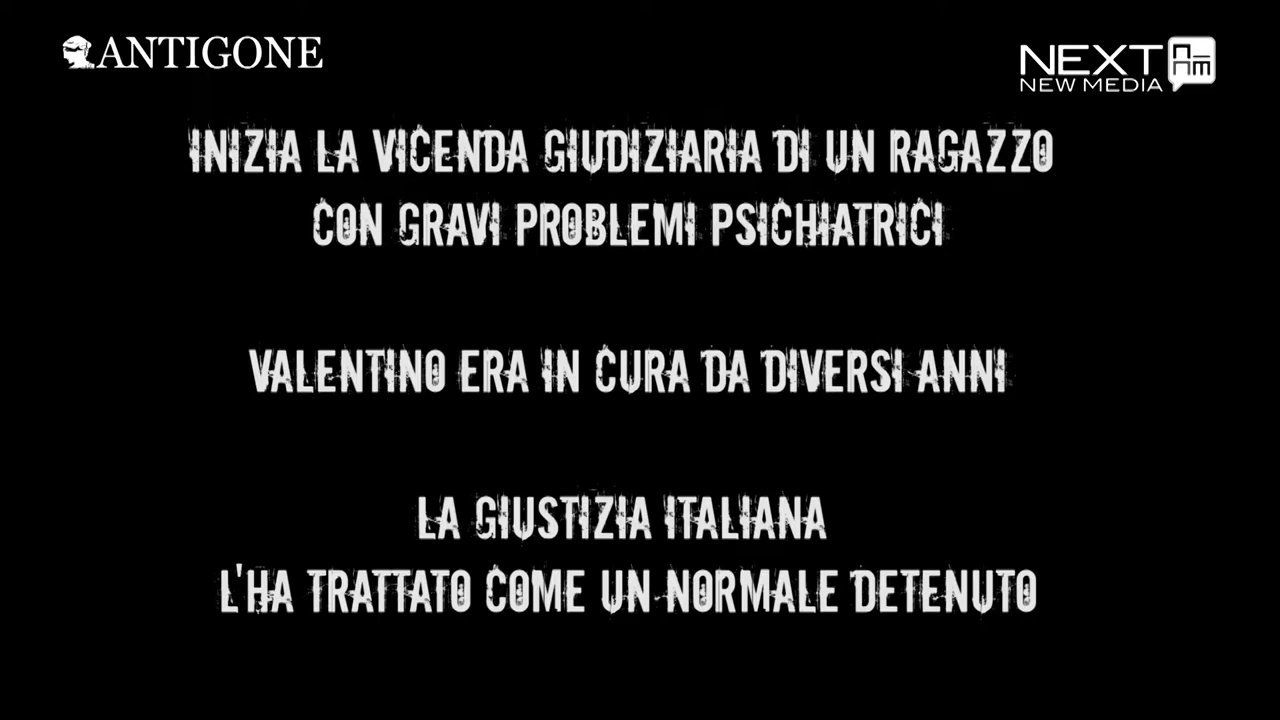 ANTIGONE
NEXT
NEW MEDIA
INIZIA LA VICENDA GIUDIZIARIA DI UN RAGAZZO
CON GRAVI PROBLEMI PSICHIATRICI
VALENTINO ERA IN CURA DA DIVERSI ANNI
LA GIUSTIZIA ITALIANA
L'HA TRATTATO COME UN NORMALE DETENUTO